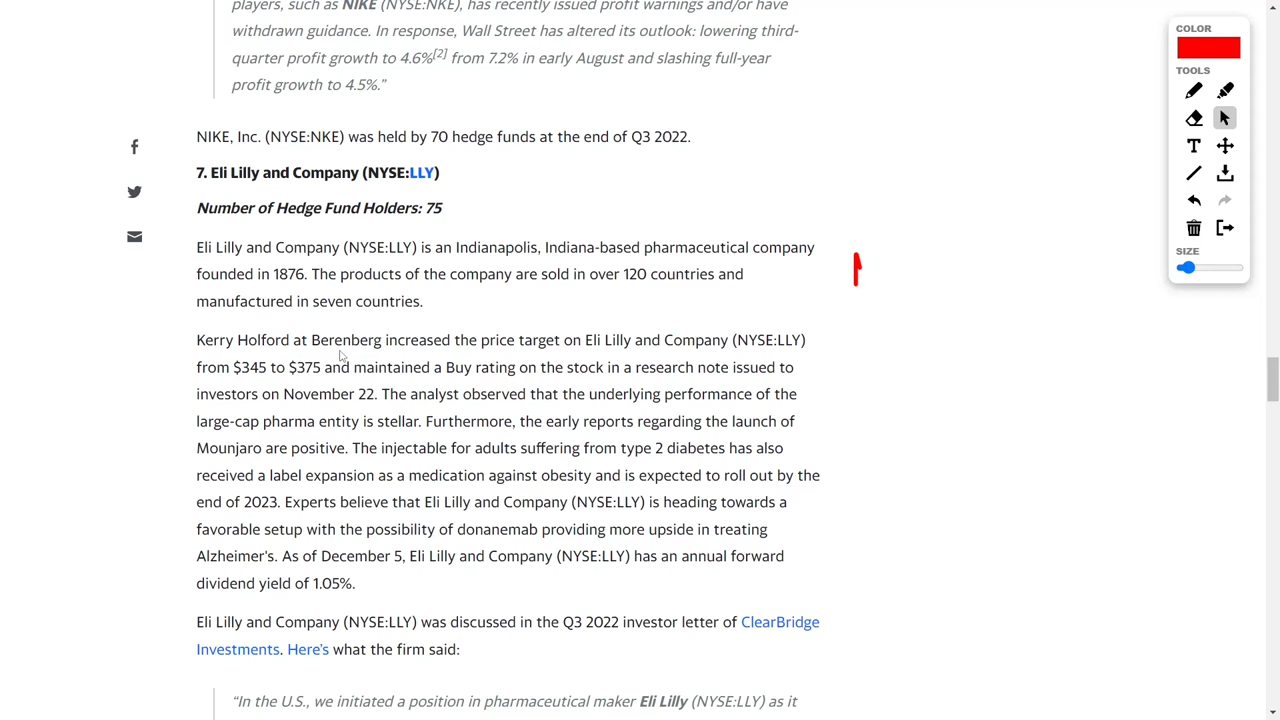 players, such as NIKE (NYSE:NKE), has recently issued profit warnings and/or have
withdrawn guidance. In response, Wall Street has altered its outlook: lowering third-
quarter profit growth to 4.6%[2] from 7.2% in early August and slashing full-year
profit growth to 4.5%.”
NIKE, Inc. (NYSE:NKE) was held by 70 hedge funds at the end of Q3 2022.
7. Eli Lilly and Company (NYSE:LLY)
Number of Hedge Fund Holders: 75
Eli Lilly and Company (NYSE:LLY) is an Indianapolis, Indiana-based pharmaceutical company
founded in 1876. The products of the company are sold in over 120 countries and
manufactured in seven countries.
Kerry Holford at Berenberg increased the price target on Eli Lilly and Company (NYSE:LLY)
from $345 to $375 and maintained a Buy rating on the stock in a research note issued to
investors on November 22. The analyst observed that the underlying performance of the
large-cap pharma entity is stellar. Furthermore, the early reports regarding the launch of
Mounjaro are positive. The injectable for adults suffering from type 2 diabetes has also
received a label expansion as a medication against obesity and is expected to roll out by the
end of 2023. Experts believe that Eli Lilly and Company (NYSE:LLY) is heading towards a
favorable setup with the possibility of donanemab providing more upside in treating
Alzheimer's. As of December 5, Eli Lilly and Company (NYSE:LLY) has an annual forward
dividend yield of 1.05%.
Eli Lilly and Company (NYSE:LLY) was discussed in the Q3 2022 investor letter of ClearBridge
Investments. Here's what the firm said:
“In the U.S., we initiated a position in pharmaceutical maker Eli Lilly (NYSE:LLY) as it
COLOR
TOOLS
T
SIZE